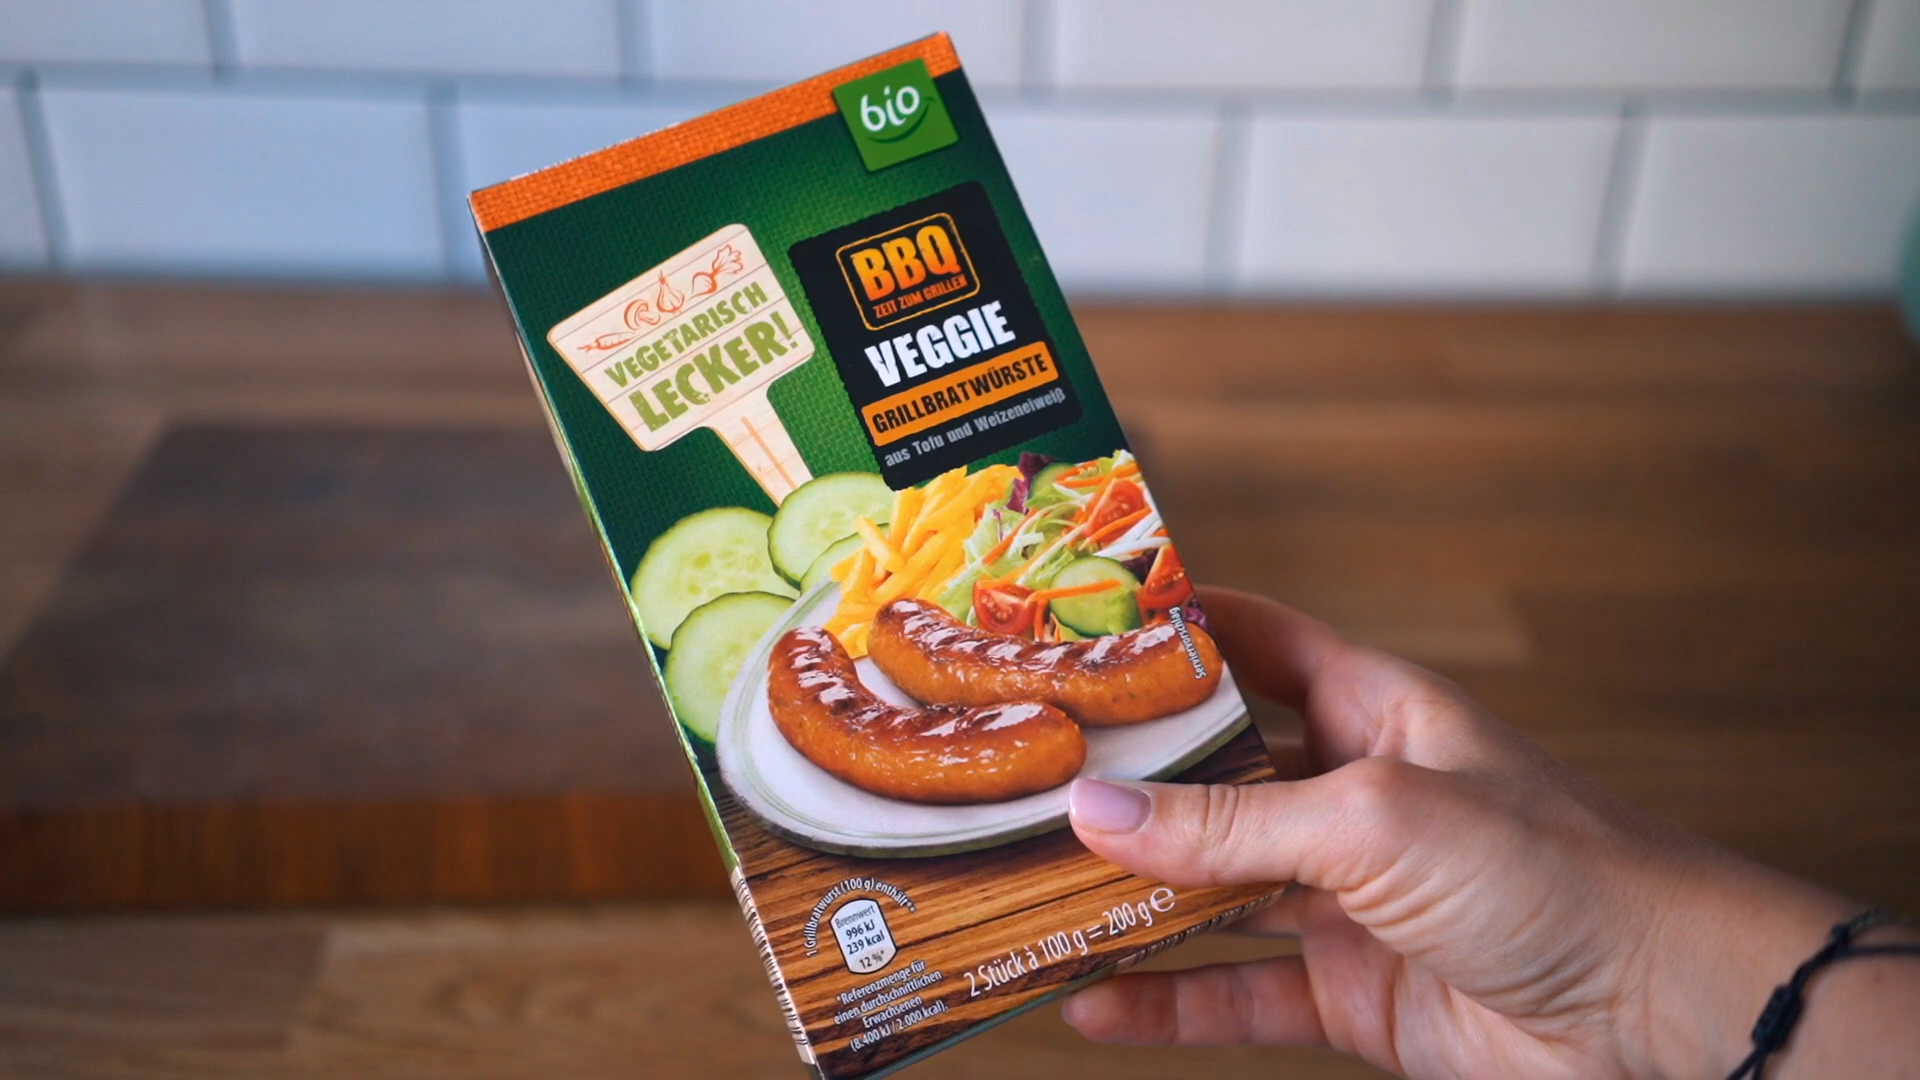 bio
BBQ
ZEIT ZUM GRILLEN
VEGGIE
GRILLBRATWÜRSTE
aus Tofu und Weizeneiweiß
VEGETARISCH
LECKER!
Serviervorschlag
1 Grillbratwurst (100 g) enthält**
Brennwert
996 kJ
239 kcal
12 %*
*Referenzmenge für
einen durchschnittlichen
Erwachsenen
(8.400 kJ / 2.000 kcal).
2 Stück à 100 g = 200 g ℮